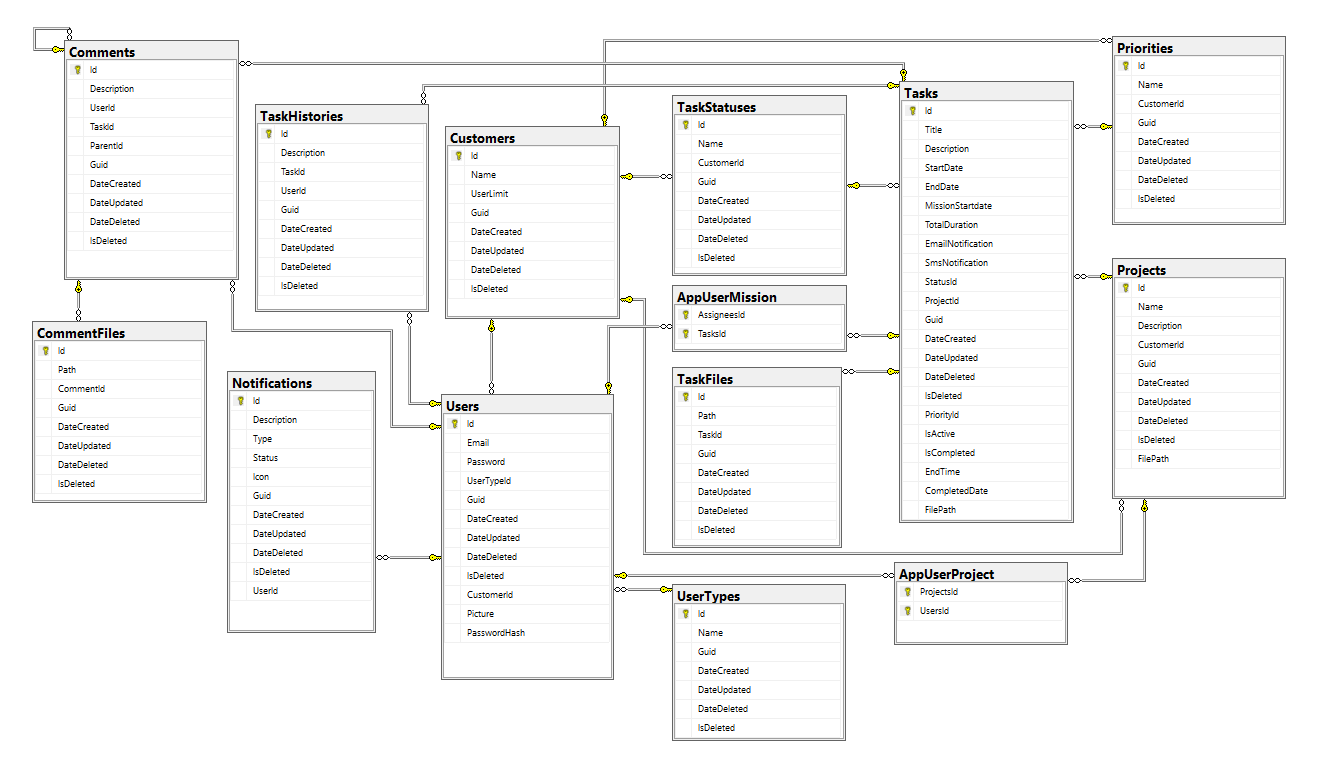 Comments
Id
Description
UserId
TaskId
ParentId
Guid
DateCreated
DateUpdated
DateDeleted
IsDeleted
TaskHistories
Id
Description
TaskId
UserId
Guid
DateCreated
DateUpdated
DateDeleted
IsDeleted
Customers
Id
Name
UserLimit
Guid
DateCreated
DateUpdated
DateDeleted
IsDeleted
TaskStatuses
Id
Name
CustomerId
Guid
DateCreated
DateUpdated
DateDeleted
IsDeleted
Tasks
Id
Title
Description
StartDate
EndDate
MissionStartdate
TotalDuration
EmailNotification
SmsNotification
StatusId
ProjectId
Guid
DateCreated
DateUpdated
DateDeleted
IsDeleted
PriorityId
IsActive
IsCompleted
EndTime
CompletedDate
FilePath
Priorities
Id
Name
CustomerId
Guid
DateCreated
DateUpdated
DateDeleted
IsDeleted
AppUserMission
AssigneesId
TasksId
Projects
Id
Name
Description
CustomerId
Guid
DateCreated
DateUpdated
DateDeleted
IsDeleted
FilePath
CommentFiles
Id
Path
CommentId
Guid
DateCreated
DateUpdated
DateDeleted
IsDeleted
Notifications
Id
Description
Type
Status
Icon
Guid
DateCreated
DateUpdated
DateDeleted
IsDeleted
UserId
Users
Id
Email
Password
UserTypeId
Guid
DateCreated
DateUpdated
DateDeleted
IsDeleted
CustomerId
Picture
PasswordHash
TaskFiles
Id
Path
TaskId
Guid
DateCreated
DateUpdated
DateDeleted
IsDeleted
UserTypes
Id
Name
Guid
DateCreated
DateUpdated
DateDeleted
IsDeleted
AppUserProject
ProjectsId
UsersId